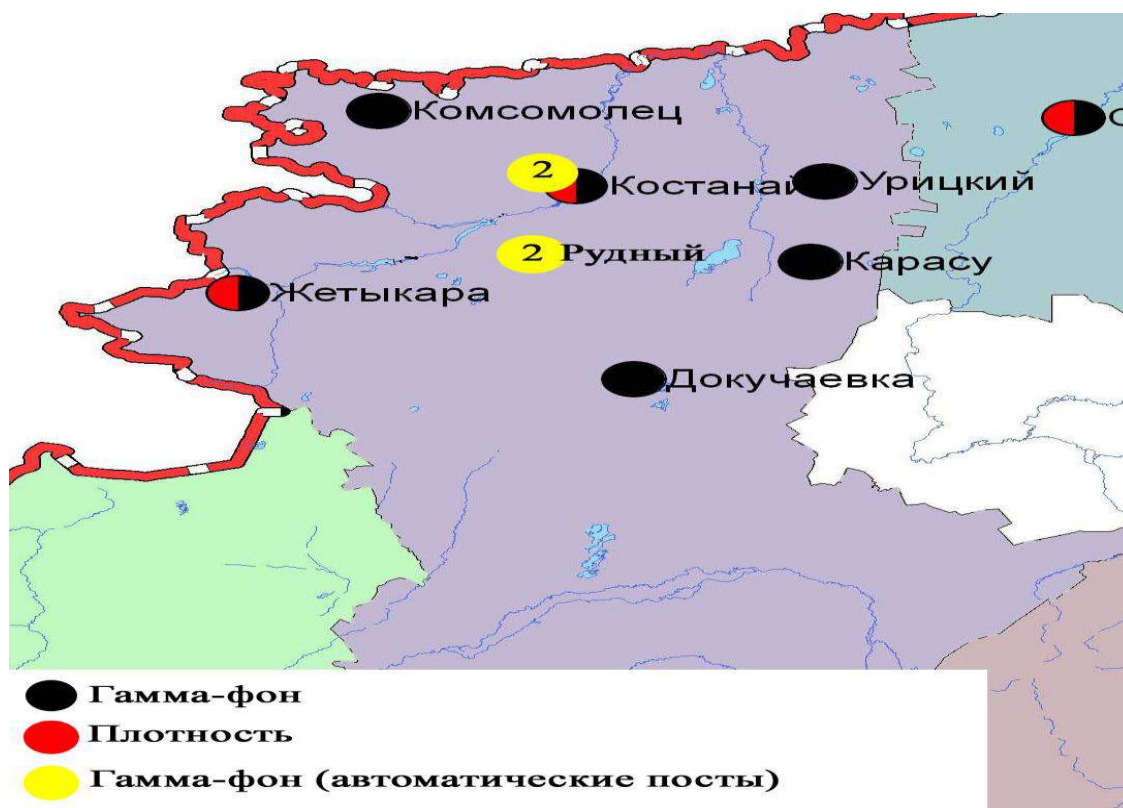 Комсомолец
2
Костанай
Урицкий
2 Рудный
Карасу
Жетыкара
Докучаевка
Гамма-фон
Плотность
Гамма-фон (автоматические посты)